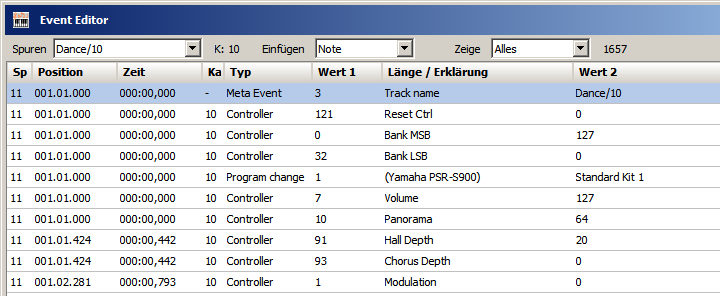 Event Editor
Spuren Dance/10 K: 10 Einfügen Note Zeige Alles 1657
Sp Position Zeit Ka Typ Wert 1 Länge / Erklärung Wert 2
11 001.01.000 000:00,000 - Meta Event 3 Track name Dance/10
11 001.01.000 000:00,000 10 Controller 121 Reset Ctrl 0
11 001.01.000 000:00,000 10 Controller 0 Bank MSB 127
11 001.01.000 000:00,000 10 Controller 32 Bank LSB 0
11 001.01.000 000:00,000 10 Program change 1 (Yamaha PSR-S900) Standard Kit 1
11 001.01.000 000:00,000 10 Controller 7 Volume 127
11 001.01.000 000:00,000 10 Controller 10 Panorama 64
11 001.01.424 000:00,442 10 Controller 91 Hall Depth 20
11 001.01.424 000:00,442 10 Controller 93 Chorus Depth 0
11 001.02.281 000:00,793 10 Controller 1 Modulation 0